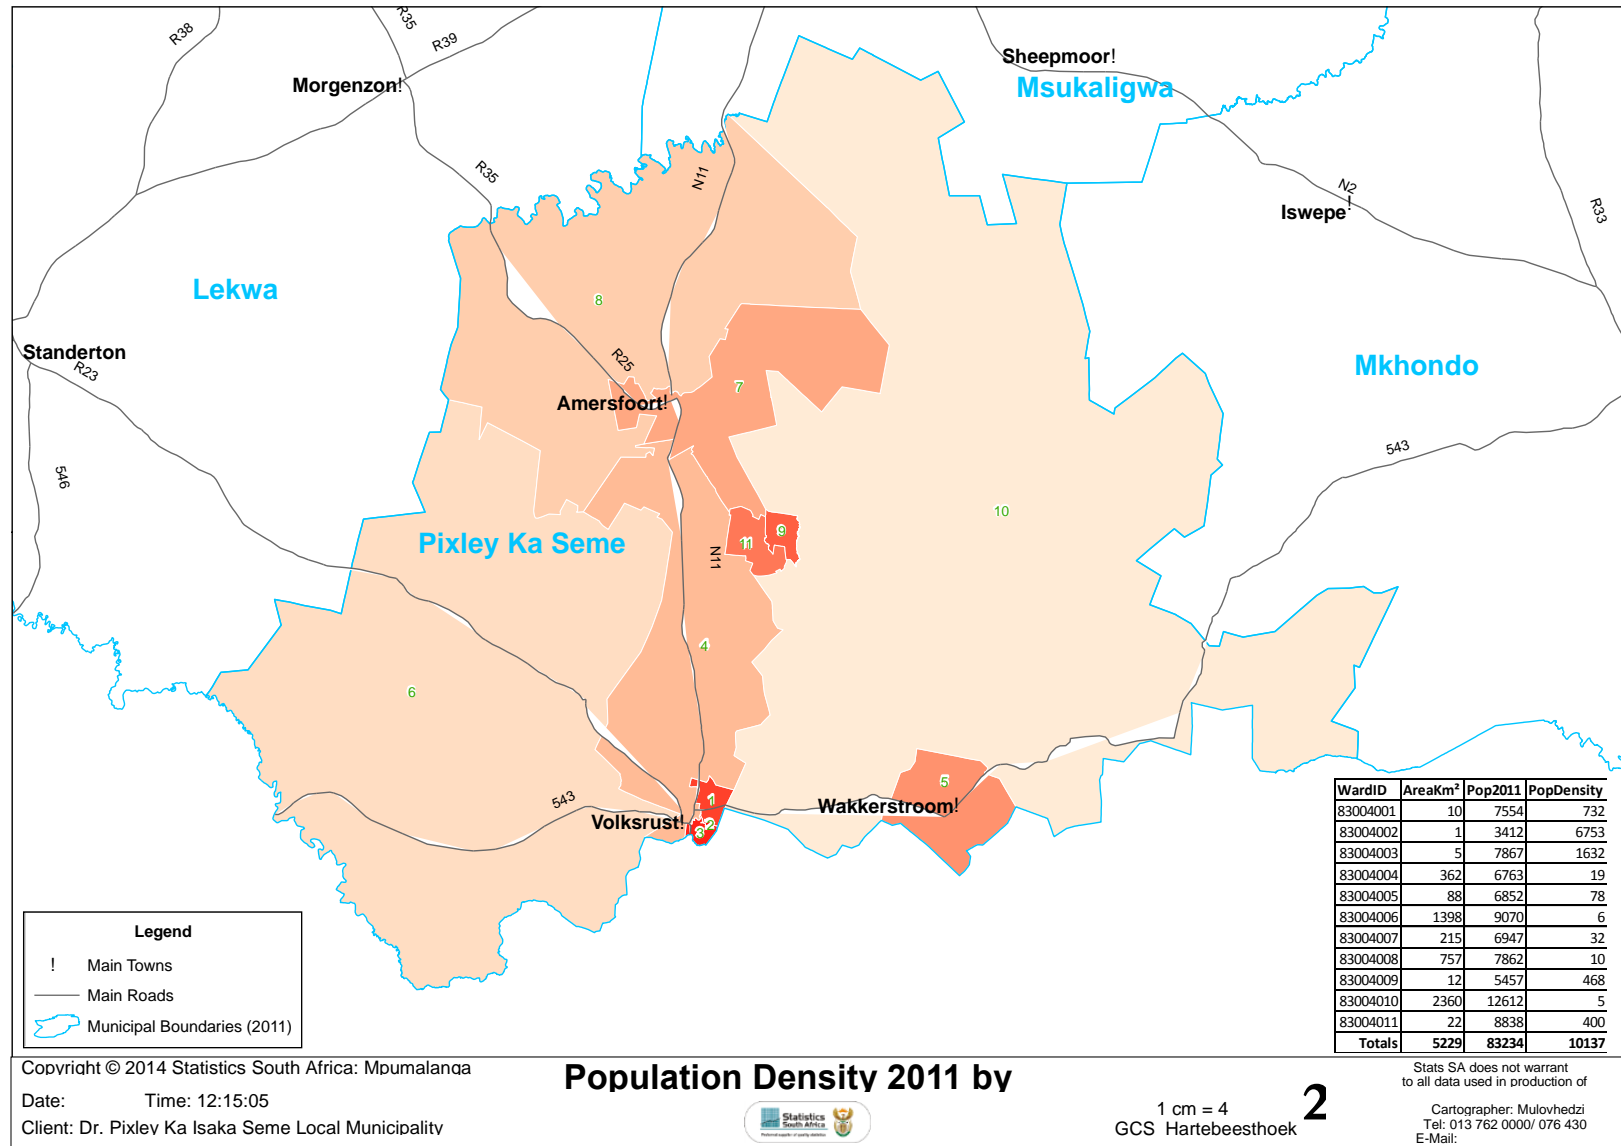 R38
R35
R39
Sheepmoor!
Morgenzon!
Msukaligwa
R35
N11
N2
Iswepe!
R33
Lekwa
8
Standerton
R23
R25
7
Mkhondo
Amersfoort!
543
546
10
9
11
Pixley Ka Seme
N11
4
6
5
543
1
Wakkerstroom!
Volksrust!
2
3
WardID AreaKm² Pop2011 PopDensity
83004001 10 7554 732
83004002 1 3412 6753
83004003 5 7867 1632
83004004 362 6763 19
83004005 88 6852 78
83004006 1398 9070 6
83004007 215 6947 32
83004008 757 7862 10
83004009 12 5457 468
83004010 2360 12612 5
83004011 22 8838 400
Totals 5229 83234 10137
Legend
! Main Towns
Main Roads
Municipal Boundaries (2011)
Copyright © 2014 Statistics South Africa: Mpumalanga
Date: Time: 12:15:05
Client: Dr. Pixley Ka Isaka Seme Local Municipality
Population Density 2011 by
Statistics
South Africa
1 cm = 4
GCS Hartebeesthoek
2
Stats SA does not warrant
to all data used in production of
Cartographer: Mulovhedzi
Tel: 013 762 0000/ 076 430
E-Mail: